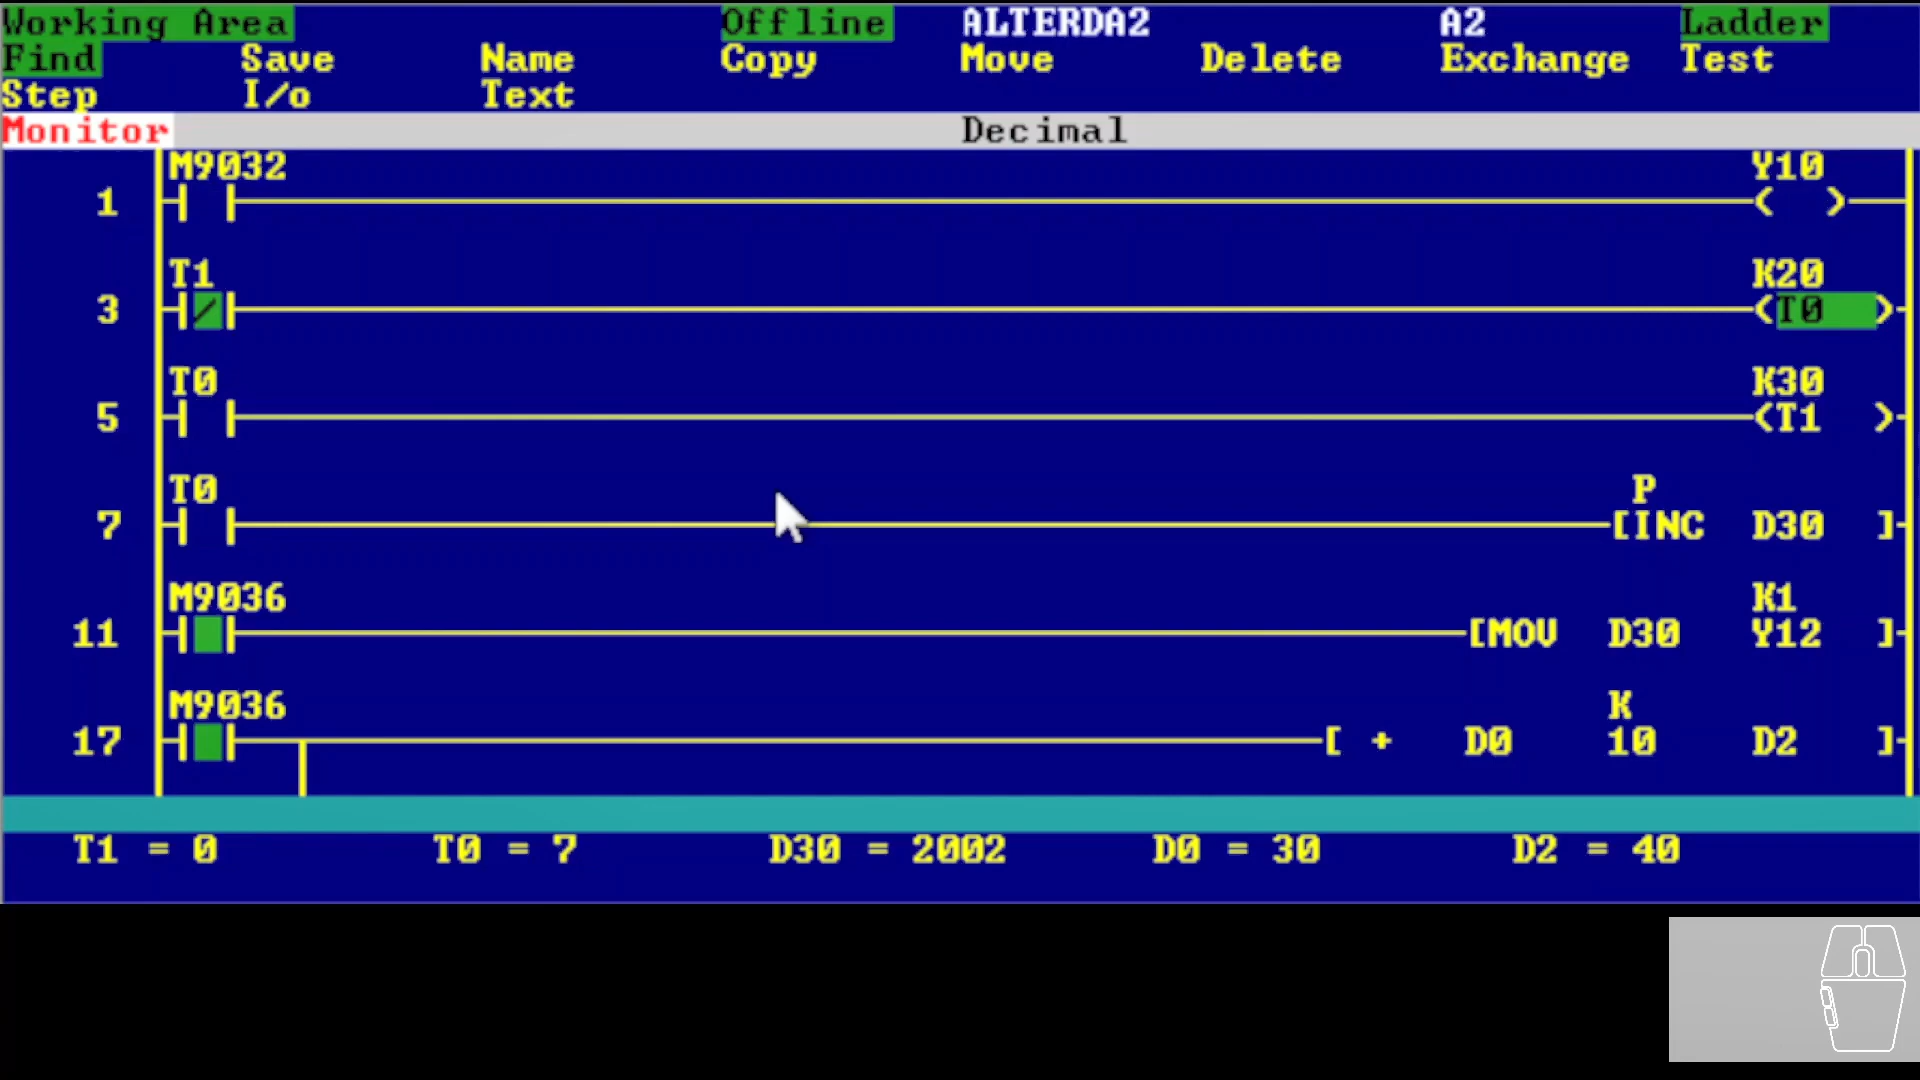 Working Area Offline ALTERDA2 A2 Ladder
Find Save Name Copy Move Delete Exchange Test
Step I/o Text
Monitor Decimal
M9032 Y10
1 ( )
T1 K20
3 / (T0 )
T0 K30
5 (T1 )
T0 P
7 [INC D30 ]
M9036 K1
11 [MOV D30 Y12 ]
M9036 K
17 [ + D0 10 D2 ]
T1 = 0 T0 = 7 D30 = 2002 D0 = 30 D2 = 40